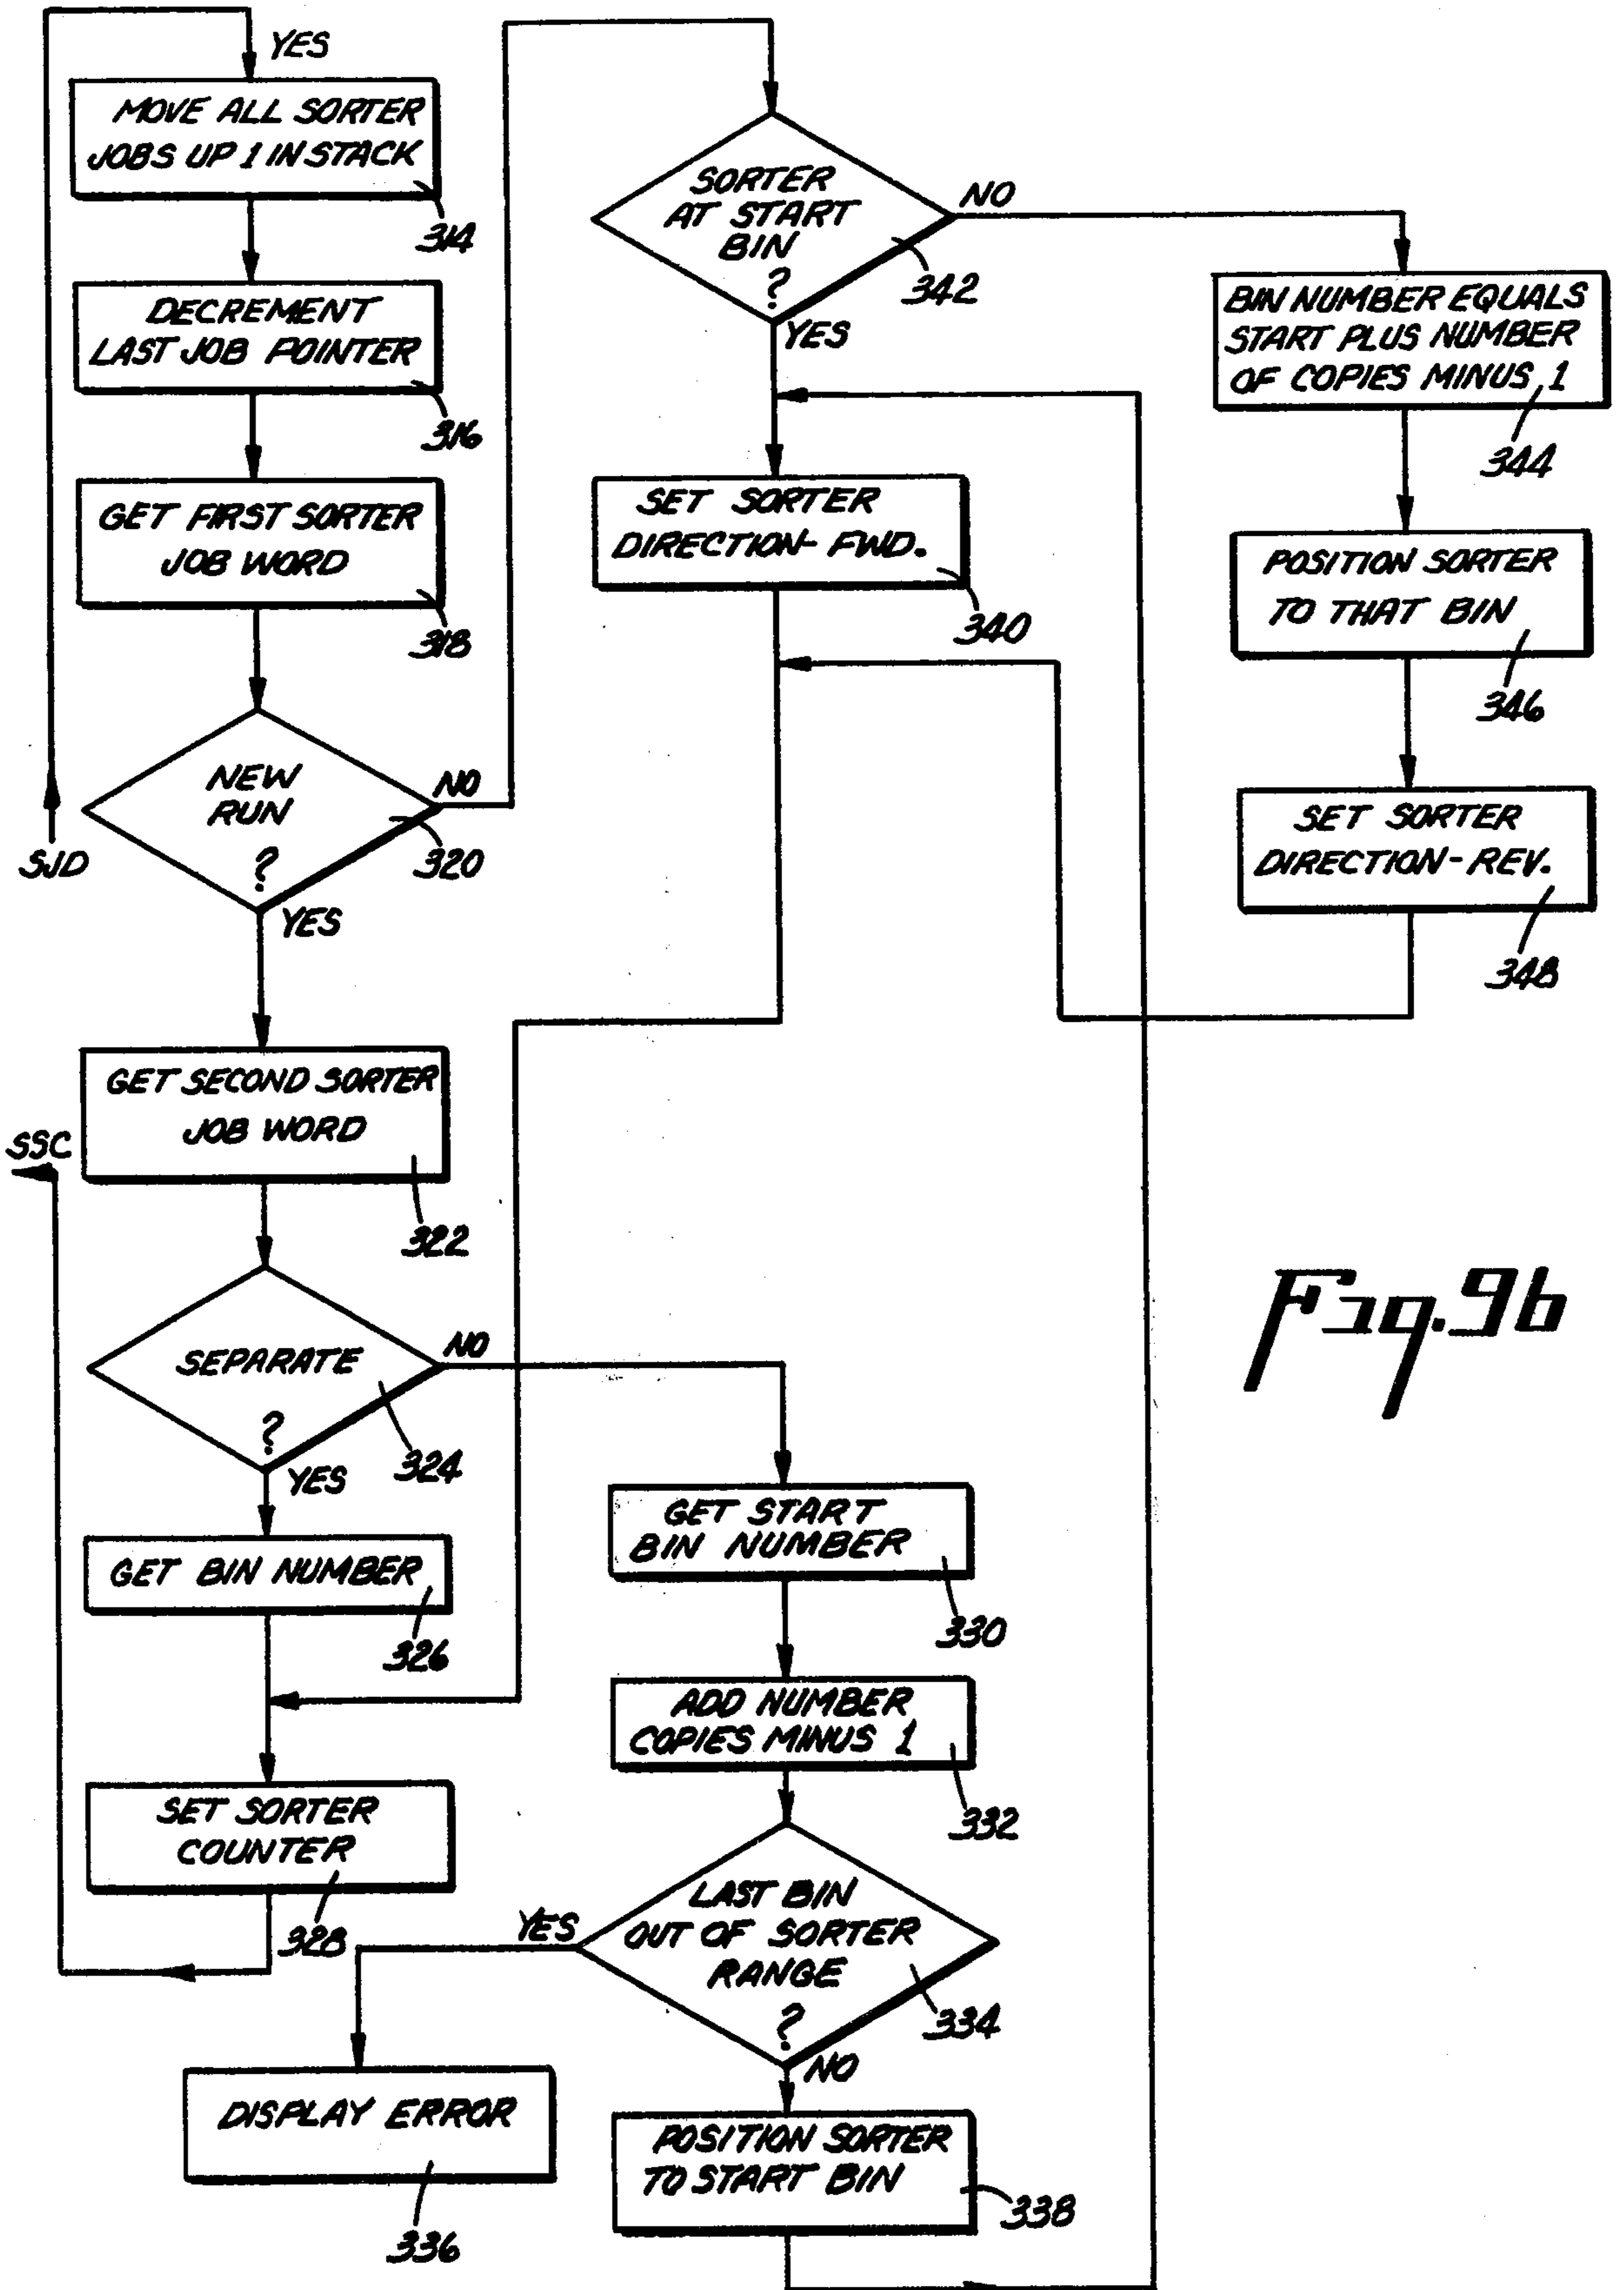 YES
MOVE ALL SORTER
JOBS UP 1 IN STACK
314
DECREMENT
LAST JOB POINTER
316
GET FIRST SORTER
JOB WORD
318
NEW
RUN
?
NO
320
SJD
YES
GET SECOND SORTER
JOB WORD
SSC
322
SEPARATE
?
NO
324
YES
GET BIN NUMBER
326
SET SORTER
COUNTER
328
SORTER
AT START
BIN
?
NO
342
YES
SET SORTER
DIRECTION- FWD.
340
BIN NUMBER EQUALS
START PLUS NUMBER
OF COPIES MINUS 1
344
POSITION SORTER
TO THAT BIN
346
SET SORTER
DIRECTION- REV.
348
GET START
BIN NUMBER
330
ADD NUMBER
COPIES MINUS 1
332
LAST BIN
OUT OF SORTER
RANGE
?
YES
334
NO
DISPLAY ERROR
336
POSITION SORTER
TO START BIN
338
Fig. 9b